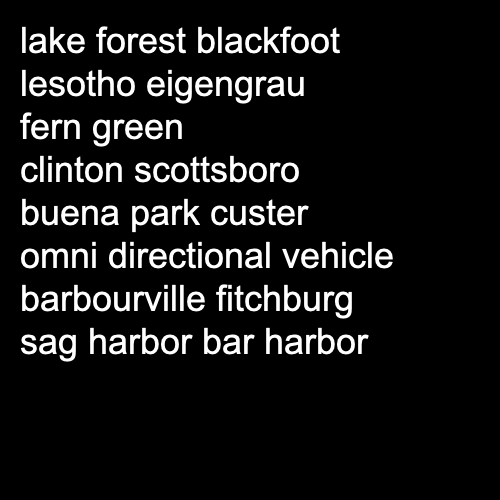 lake forest blackfoot
lesotho eigengrau
fern green
clinton scottsboro
buena park custer
omni directional vehicle
barbourville fitchburg
sag harbor bar harbor